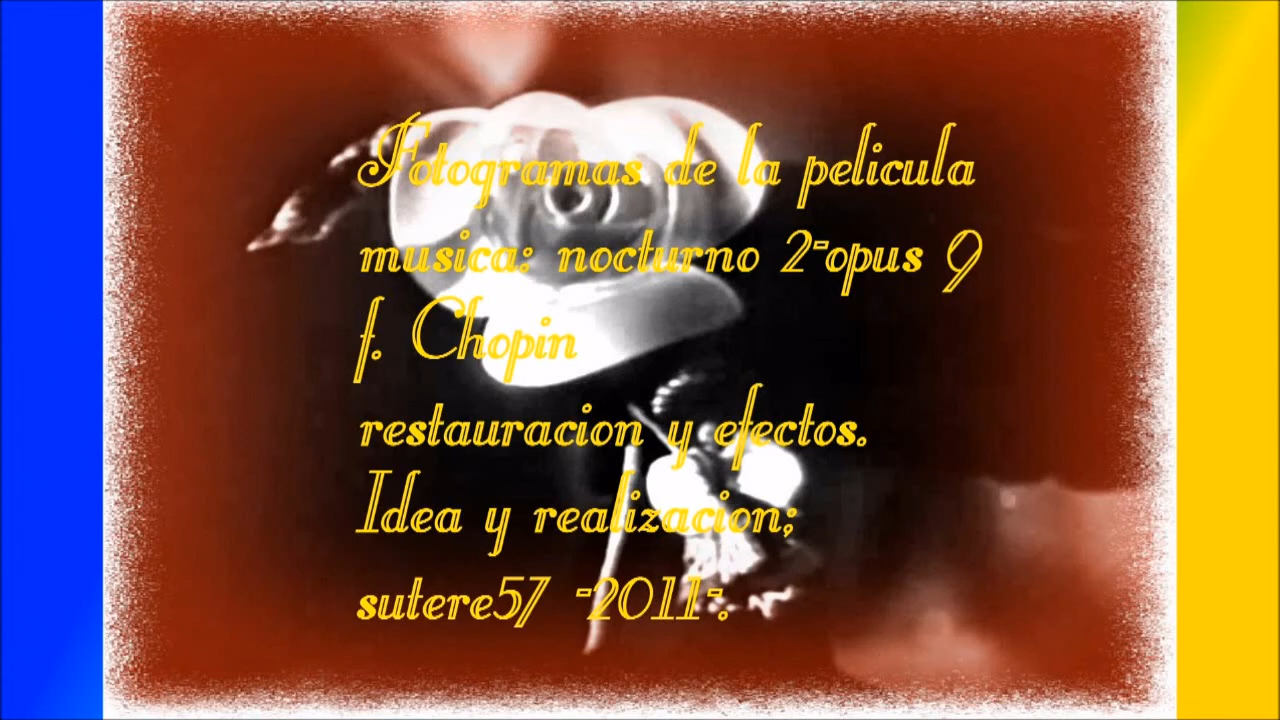 Fotogramas de la pelicula
musica: nocturno 2-opus 9
f. Chopin
restauracion y efectos.
Idea y realizacion;
sutere57 -2011-.